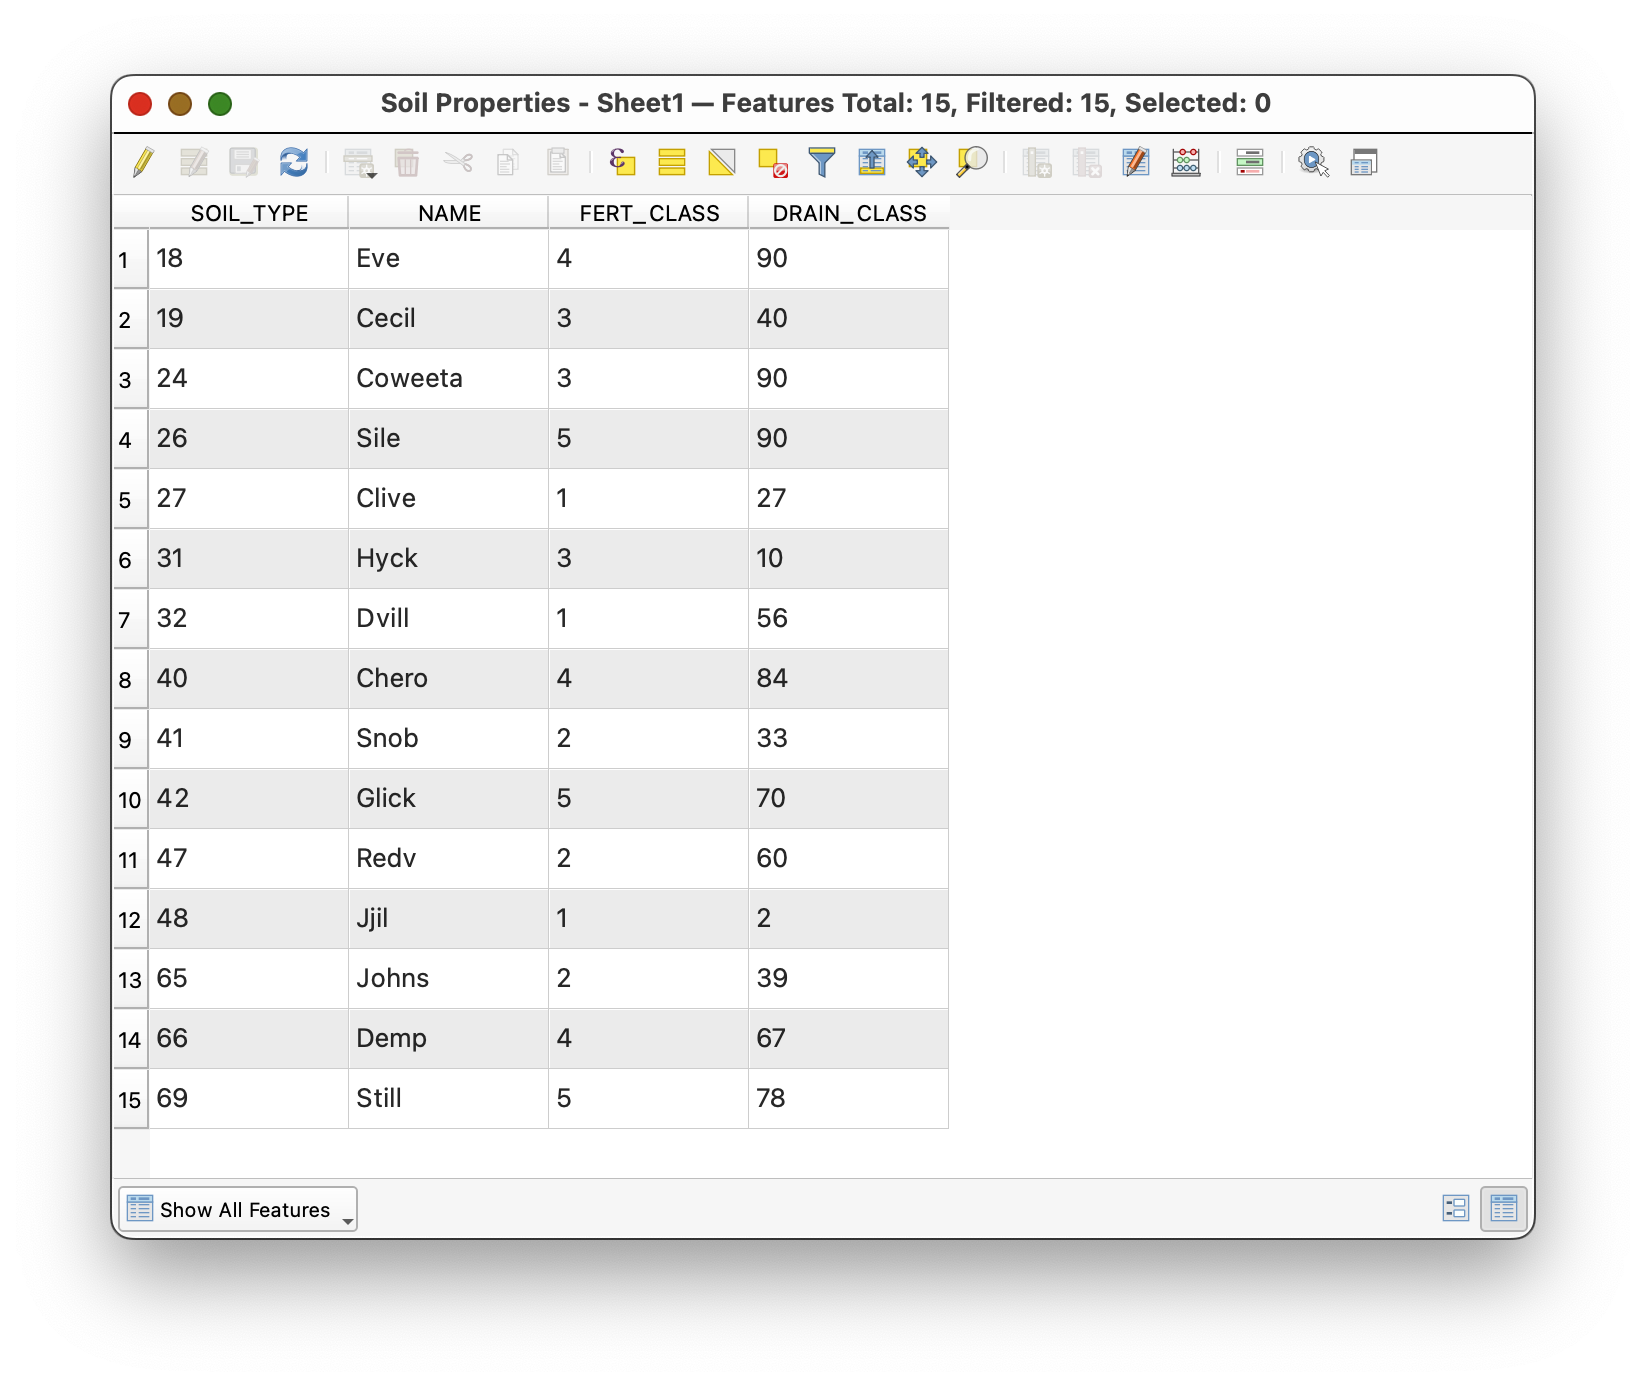 Soil Properties - Sheet1 — Features Total: 15, Filtered: 15, Selected: 0
SOIL_TYPE NAME FERT_CLASS DRAIN_CLASS
1 18 Eve 4 90
2 19 Cecil 3 40
3 24 Coweeta 3 90
4 26 Sile 5 90
5 27 Clive 1 27
6 31 Hyck 3 10
7 32 Dvill 1 56
8 40 Chero 4 84
9 41 Snob 2 33
10 42 Glick 5 70
11 47 Redv 2 60
12 48 Jjil 1 2
13 65 Johns 2 39
14 66 Demp 4 67
15 69 Still 5 78
Show All Features